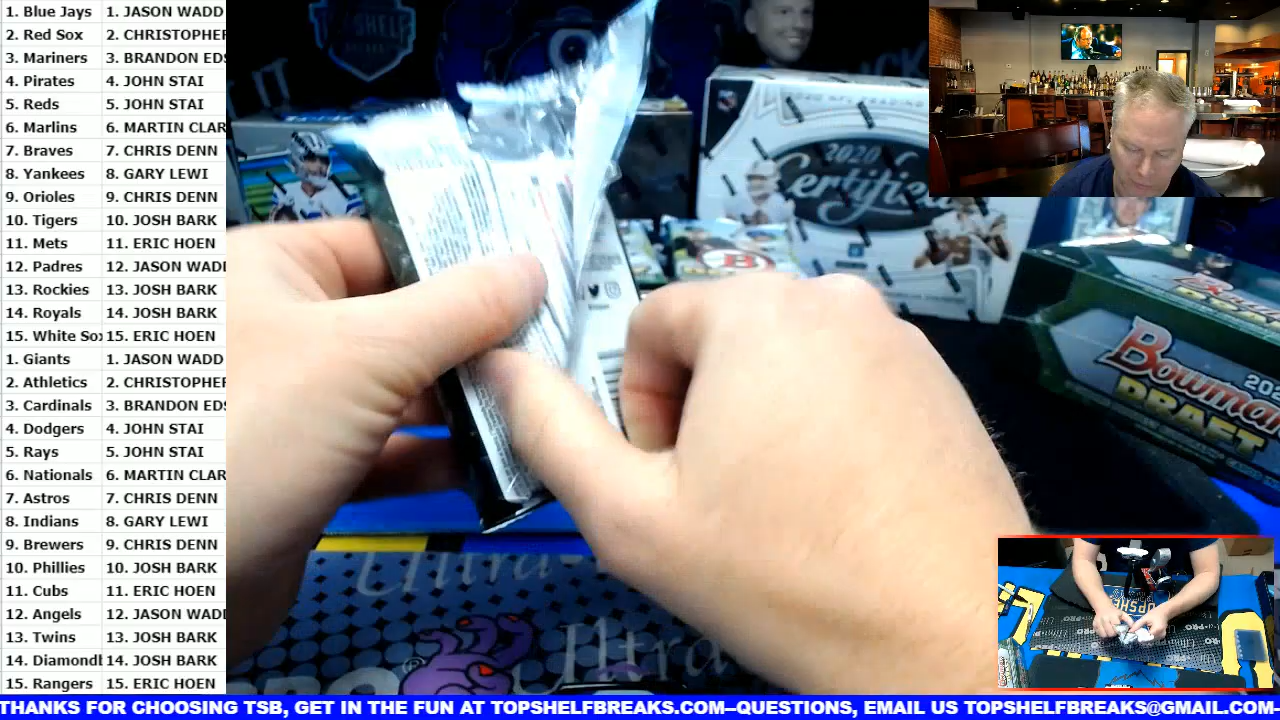 1. Blue Jays 1. JASON WADD
2. Red Sox 2. CHRISTOPHER
3. Mariners 3. BRANDON EDS
4. Pirates 4. JOHN STAI
5. Reds 5. JOHN STAI
6. Marlins 6. MARTIN CLAR
7. Braves 7. CHRIS DENN
8. Yankees 8. GARY LEWI
9. Orioles 9. CHRIS DENN
10. Tigers 10. JOSH BARK
11. Mets 11. ERIC HOEN
12. Padres 12. JASON WADD
13. Rockies 13. JOSH BARK
14. Royals 14. JOSH BARK
15. White Sox 15. ERIC HOEN
1. Giants 1. JASON WADD
2. Athletics 2. CHRISTOPHER
3. Cardinals 3. BRANDON EDS
4. Dodgers 4. JOHN STAI
5. Rays 5. JOHN STAI
6. Nationals 6. MARTIN CLAR
7. Astros 7. CHRIS DENN
8. Indians 8. GARY LEWI
9. Brewers 9. CHRIS DENN
10. Phillies 10. JOSH BARK
11. Cubs 11. ERIC HOEN
12. Angels 12. JASON WADD
13. Twins 13. JOSH BARK
14. Diamond 14. JOSH BARK
15. Rangers 15. ERIC HOEN
TOPSHELF
2020
Certified
Bowman
DRAFT
Ultra
Ultra
THANKS FOR CHOOSING TSB, GET IN THE FUN AT TOPSHELFBREAKS.COM--QUESTIONS, EMAIL US TOPSHELFBREAKS@GMAIL.COM-